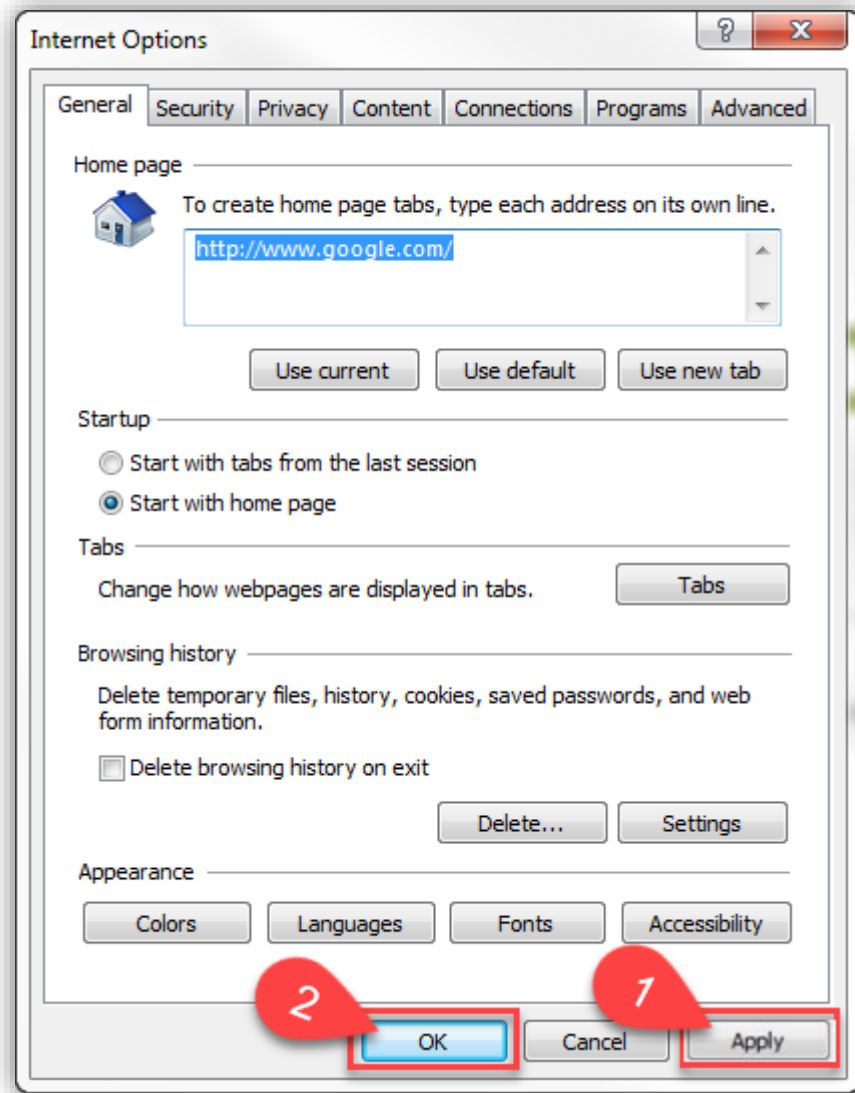 Internet Options
?
General Security Privacy Content Connections Programs Advanced
Home page
To create home page tabs, type each address on its own line.
http://www.google.com/
Use current Use default Use new tab
Startup
Start with tabs from the last session
Start with home page
Tabs
Change how webpages are displayed in tabs. Tabs
Browsing history
Delete temporary files, history, cookies, saved passwords, and web
form information.
Delete browsing history on exit
Delete... Settings
Appearance
Colors Languages Fonts Accessibility
2 1
OK Cancel Apply